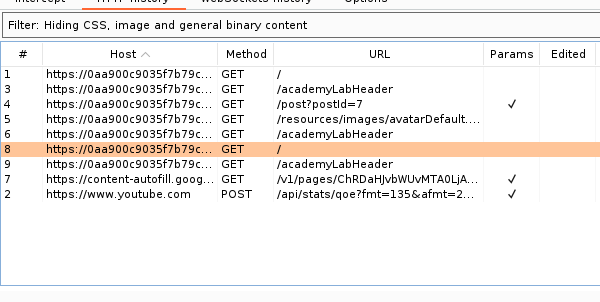 Intercept HTTP history WebSockets history Options
Filter: Hiding CSS, image and general binary content
# Host Method URL Params Edited
1 https://0aa900c9035f7b79c... GET /
3 https://0aa900c9035f7b79c... GET /academyLabHeader
4 https://0aa900c9035f7b79c... GET /post?postId=7 ✓
5 https://0aa900c9035f7b79c... GET /resources/images/avatarDefault....
6 https://0aa900c9035f7b79c... GET /academyLabHeader
8 https://0aa900c9035f7b79c... GET /
9 https://0aa900c9035f7b79c... GET /academyLabHeader
7 https://content-autofill.goog... GET /v1/pages/ChRDaHJvbWUvMTA0LjA... ✓
2 https://www.youtube.com POST /api/stats/qoe?fmt=135&afmt=2... ✓